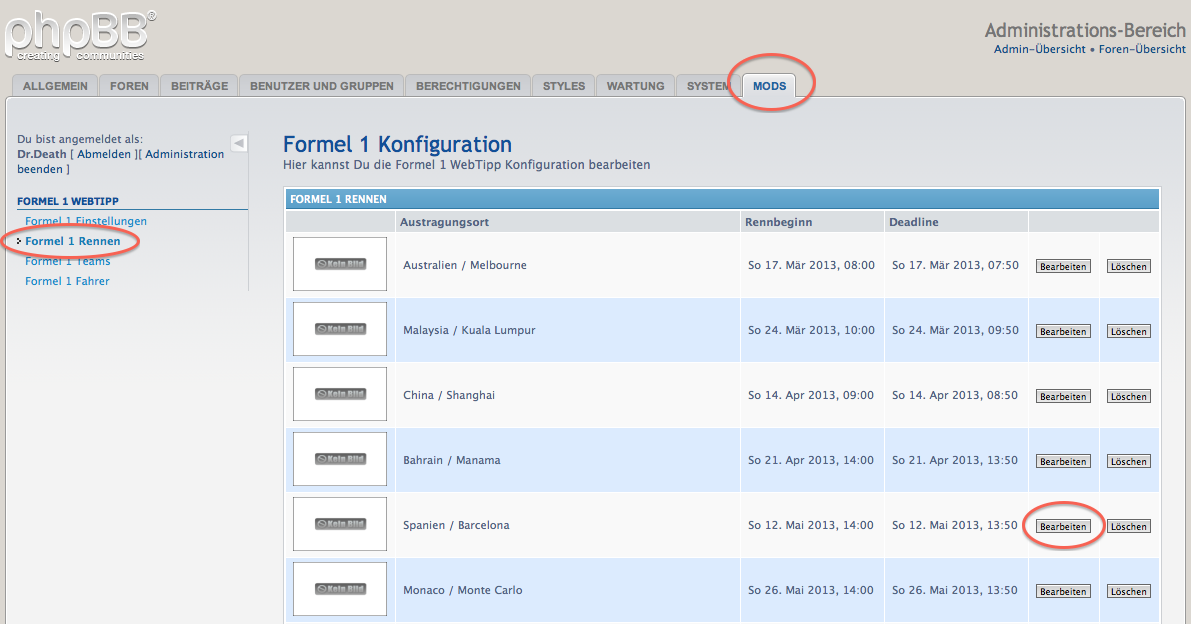 phpBB®
creating communities
Administrations-Bereich
Admin-Übersicht • Foren-Übersicht
ALLGEMEIN FOREN BEITRÄGE BENUTZER UND GRUPPEN BERECHTIGUNGEN STYLES WARTUNG SYSTEM MODS
Du bist angemeldet als:
Dr.Death [ Abmelden ][ Administration
beenden ]
FORMEL 1 WEBTIPP
Formel 1 Einstellungen
Formel 1 Rennen
Formel 1 Teams
Formel 1 Fahrer
Formel 1 Konfiguration
Hier kannst Du die Formel 1 WebTipp Konfiguration bearbeiten
FORMEL 1 RENNEN
Austragungsort Rennbeginn Deadline
Kein Bild Australien / Melbourne So 17. Mär 2013, 08:00 So 17. Mär 2013, 07:50 Bearbeiten Löschen
Kein Bild Malaysia / Kuala Lumpur So 24. Mär 2013, 10:00 So 24. Mär 2013, 09:50 Bearbeiten Löschen
Kein Bild China / Shanghai So 14. Apr 2013, 09:00 So 14. Apr 2013, 08:50 Bearbeiten Löschen
Kein Bild Bahrain / Manama So 21. Apr 2013, 14:00 So 21. Apr 2013, 13:50 Bearbeiten Löschen
Kein Bild Spanien / Barcelona So 12. Mai 2013, 14:00 So 12. Mai 2013, 13:50 Bearbeiten Löschen
Kein Bild Monaco / Monte Carlo So 26. Mai 2013, 14:00 So 26. Mai 2013, 13:50 Bearbeiten Löschen